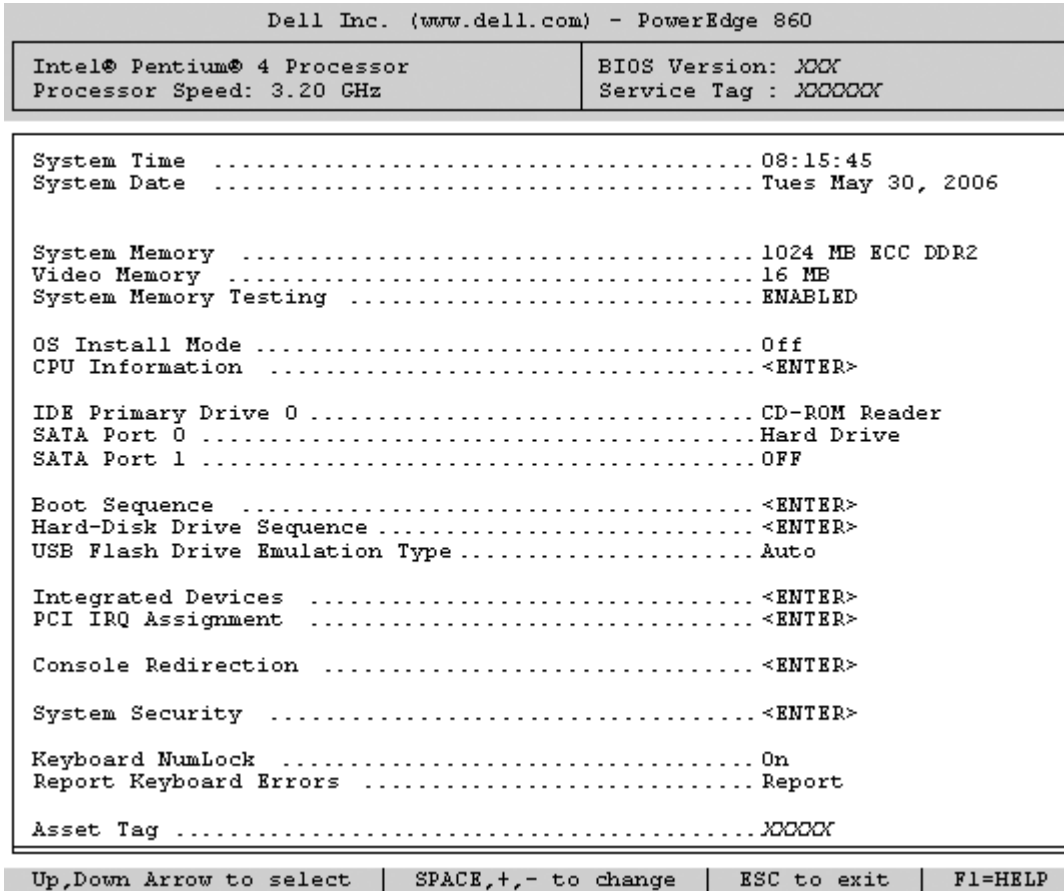 Dell Inc. (www.dell.com) - PowerEdge 860
Intel® Pentium® 4 Processor
Processor Speed: 3.20 GHz
BIOS Version: XXX
Service Tag : XXXXXX
System Time ........................................ 08:15:45
System Date ........................................ Tues May 30, 2006
System Memory ...................................... 1024 MB ECC DDR2
Video Memory ....................................... 16 MB
System Memory Testing .............................. ENABLED
OS Install Mode ..................................... Off
CPU Information .................................... <ENTER>
IDE Primary Drive 0 ................................. CD-ROM Reader
SATA Port 0 ......................................... Hard Drive
SATA Port 1 ......................................... OFF
Boot Sequence ...................................... <ENTER>
Hard-Disk Drive Sequence ............................ <ENTER>
USB Flash Drive Emulation Type ...................... Auto
Integrated Devices ................................. <ENTER>
PCI IRQ Assignment ................................. <ENTER>
Console Redirection ................................ <ENTER>
System Security .................................... <ENTER>
Keyboard NumLock ................................... On
Report Keyboard Errors ............................. Report
Asset Tag ........................................... XXXXX
Up,Down Arrow to select | SPACE,+,- to change | ESC to exit | F1=HELP